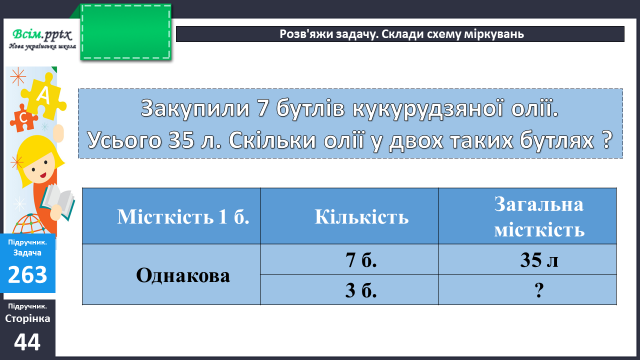 Всім.pptx
Нова українська школа
Розв'яжи задачу. Склади схему міркувань
Закупили 7 бутлів кукурудзяної олії.
Усього 35 л. Скільки олії у двох таких бутлях ?
А
С
Місткість 1 б. Кількість Загальна місткість
Однакова 7 б. 35 л
3 б. ?
Підручник.
Задача
263
Підручник.
Сторінка
44